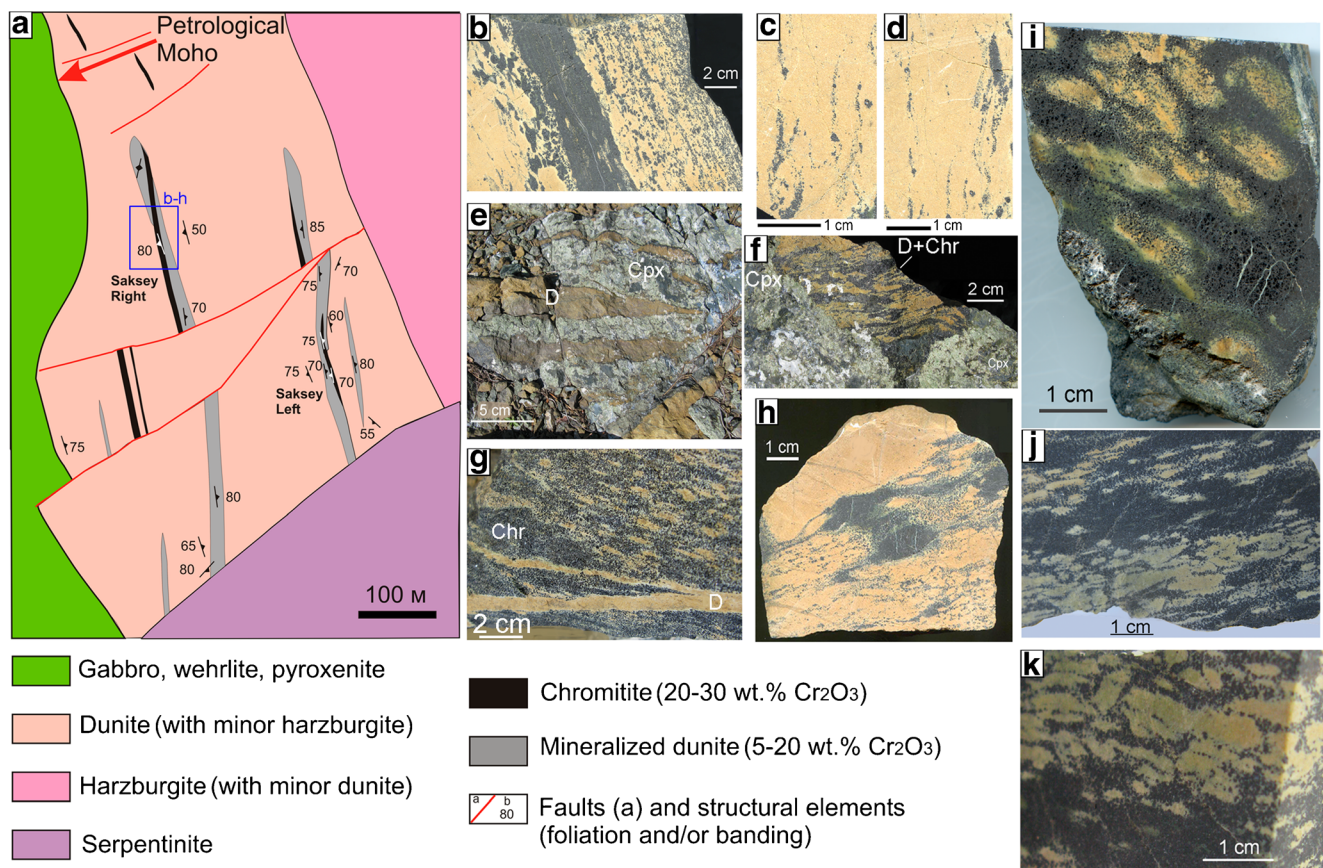 a
Petrological
Moho
b-h
50
80
85
Saksey
Right
70
70
75
60
75
80
75
70
70
Saksey
Left
55
75
80
65
80
100 м
b
2 cm
c
1 cm
d
1 cm
e
Cpx
D
5 cm
f
D+Chr
Cpx
2 cm
Cpx
g
Chr
D
2 cm
h
1 cm
i
1 cm
j
1 cm
k
1 cm
Gabbro, wehrlite, pyroxenite
Dunite (with minor harzburgite)
Harzburgite (with minor dunite)
Serpentinite
Chromitite (20-30 wt.% Cr2O3)
Mineralized dunite (5-20 wt.% Cr2O3)
a b
80
Faults (a) and structural elements
(foliation and/or banding)